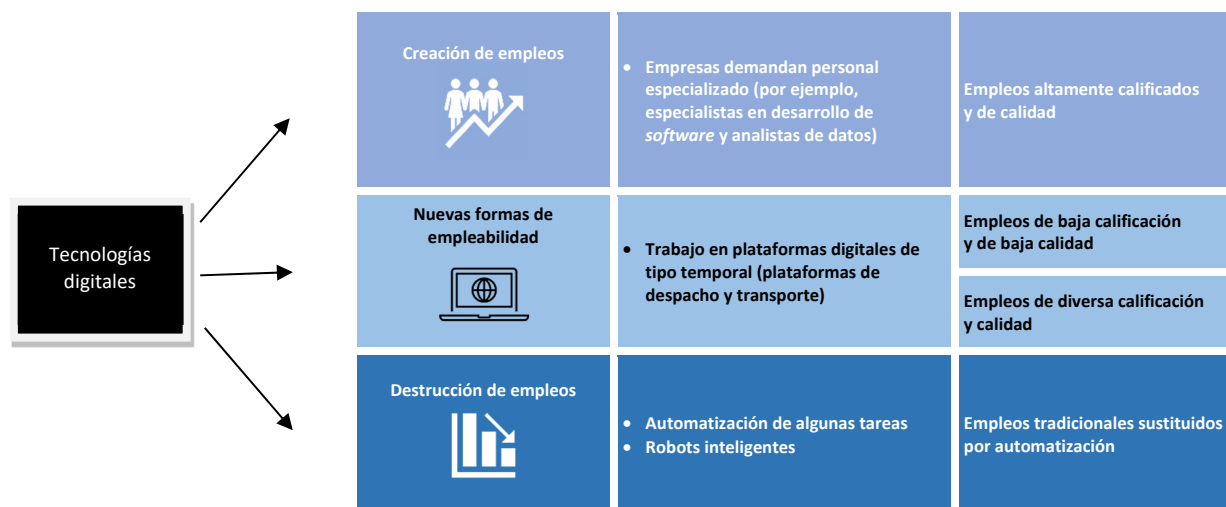 Tecnologías
digitales
Creación de empleos
• Empresas demandan personal
especializado (por ejemplo,
especialistas en desarrollo de
software y analistas de datos)
Empleos altamente calificados
y de calidad
Nuevas formas de
empleabilidad
• Trabajo en plataformas digitales de
tipo temporal (plataformas de
despacho y transporte)
Empleos de baja calificación
y de baja calidad
Empleos de diversa calificación
y calidad
Destrucción de empleos
• Automatización de algunas tareas
• Robots inteligentes
Empleos tradicionales sustituidos
por automatización